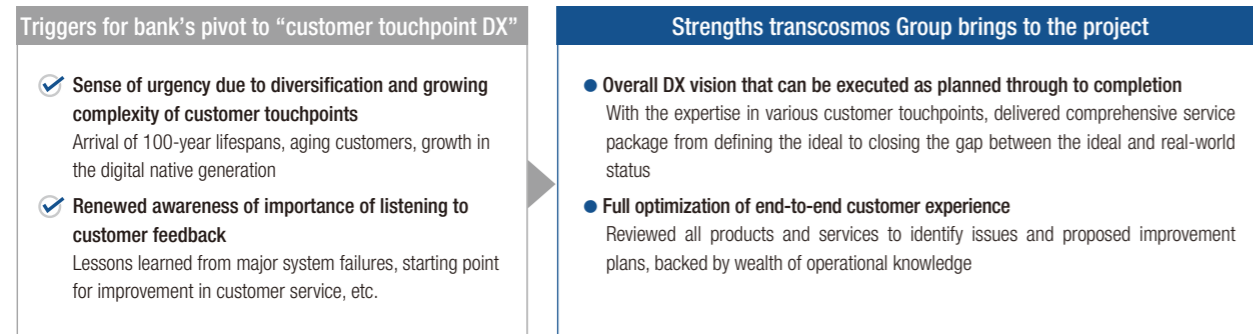 Triggers for bank's pivot to “customer touchpoint DX”
Sense of urgency due to diversification and growing
complexity of customer touchpoints
Arrival of 100-year lifespans, aging customers, growth in
the digital native generation
Renewed awareness of importance of listening to
customer feedback
Lessons learned from major system failures, starting point
for improvement in customer service, etc.
Strengths transcosmos Group brings to the project
● Overall DX vision that can be executed as planned through to completion
With the expertise in various customer touchpoints, delivered comprehensive service
package from defining the ideal to closing the gap between the ideal and real-world
status
● Full optimization of end-to-end customer experience
Reviewed all products and services to identify issues and proposed improvement
plans, backed by wealth of operational knowledge